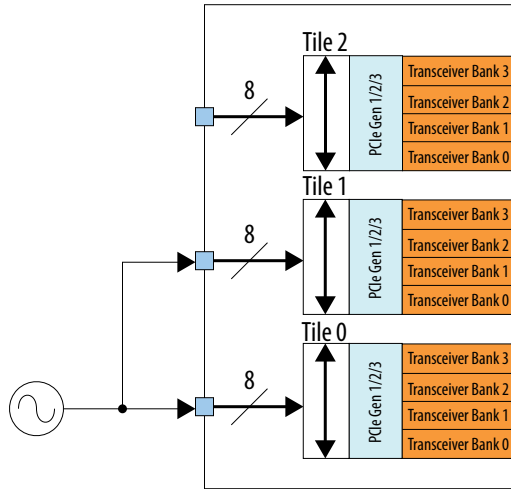 Tile 2
8
PCIe Gen 1/2/3
Transceiver Bank 3
Transceiver Bank 2
Transceiver Bank 1
Transceiver Bank 0
Tile 1
8
PCIe Gen 1/2/3
Transceiver Bank 3
Transceiver Bank 2
Transceiver Bank 1
Transceiver Bank 0
Tile 0
8
PCIe Gen 1/2/3
Transceiver Bank 3
Transceiver Bank 2
Transceiver Bank 1
Transceiver Bank 0